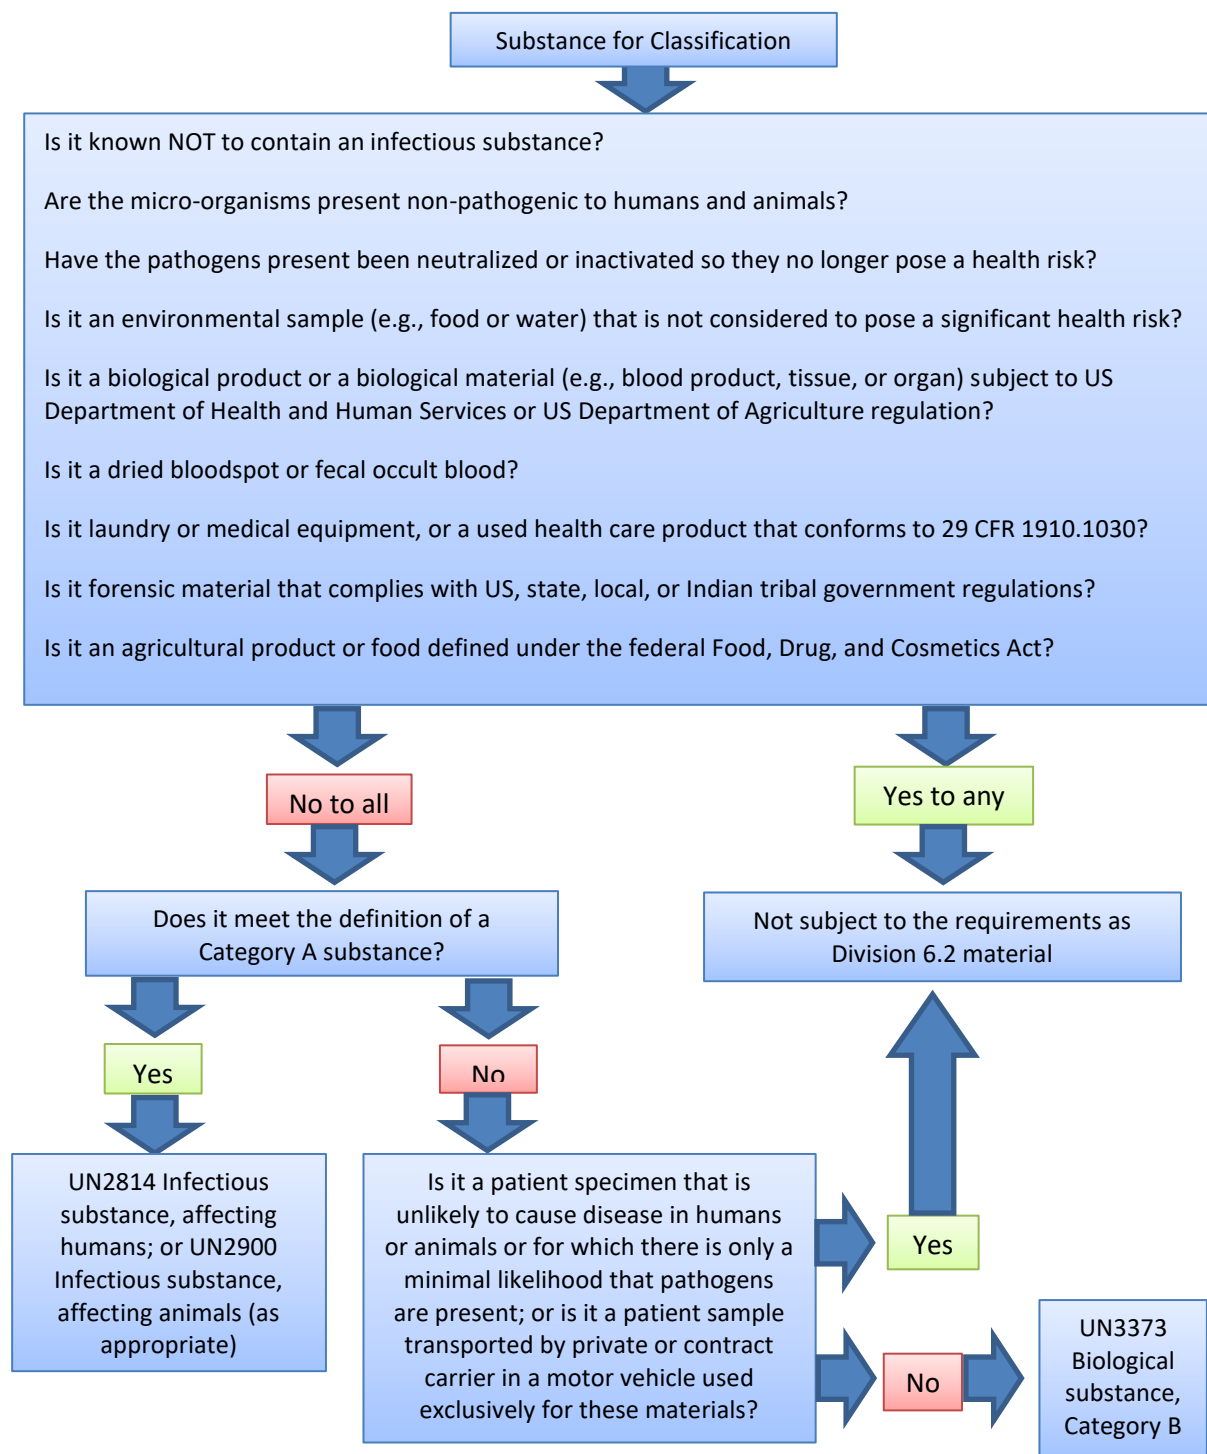 Substance for Classification
Is it known NOT to contain an infectious substance?
Are the micro-organisms present non-pathogenic to humans and animals?
Have the pathogens present been neutralized or inactivated so they no longer pose a health risk?
Is it an environmental sample (e.g., food or water) that is not considered to pose a significant health risk?
Is it a biological product or a biological material (e.g., blood product, tissue, or organ) subject to US
Department of Health and Human Services or US Department of Agriculture regulation?
Is it a dried bloodspot or fecal occult blood?
Is it laundry or medical equipment, or a used health care product that conforms to 29 CFR 1910.1030?
Is it forensic material that complies with US, state, local, or Indian tribal government regulations?
Is it an agricultural product or food defined under the federal Food, Drug, and Cosmetics Act?
No to all
Yes to any
Does it meet the definition of a
Category A substance?
Not subject to the requirements as
Division 6.2 material
Yes
No
UN2814 Infectious
substance, affecting
humans; or UN2900
Infectious substance,
affecting animals (as
appropriate)
Is it a patient specimen that is
unlikely to cause disease in humans
or animals or for which there is only a
minimal likelihood that pathogens
are present; or is it a patient sample
transported by private or contract
carrier in a motor vehicle used
exclusively for these materials?
Yes
No
UN3373
Biological
substance,
Category B